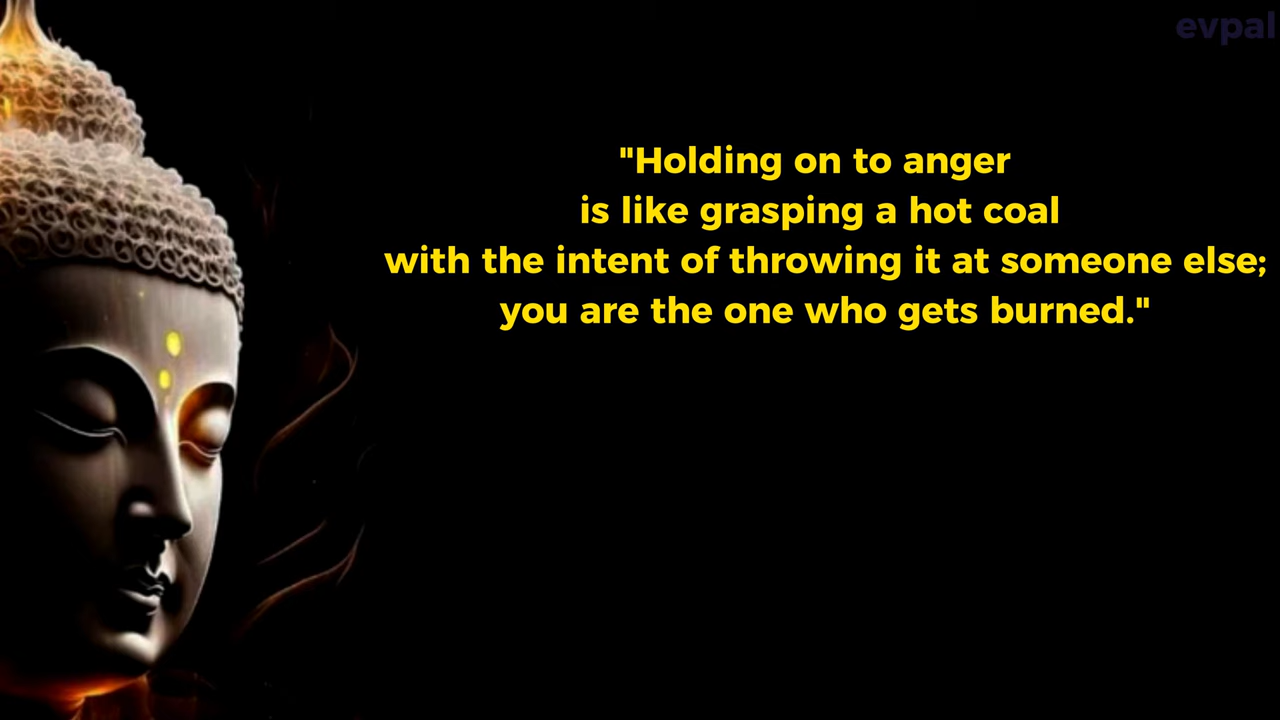 evpal
"Holding on to anger
is like grasping a hot coal
with the intent of throwing it at someone else;
you are the one who gets burned."